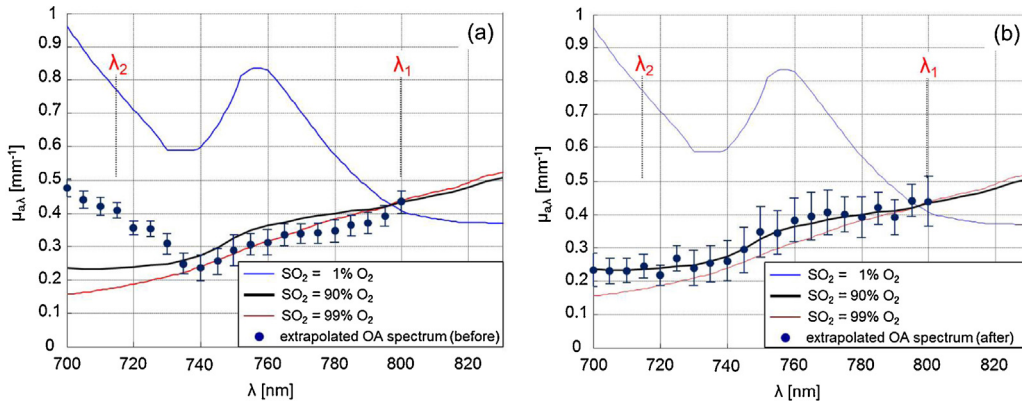 (a)
1
0.9
0.8
0.7
0.6
0.5
0.4
0.3
0.2
0.1
0
μaλ [mm⁻¹]
λ2
λ1
SO2 = 1% O2
SO2 = 90% O2
SO2 = 99% O2
extrapolated OA spectrum (before)
700 720 740 760 780 800 820
λ [nm]
(b)
1
0.9
0.8
0.7
0.6
0.5
0.4
0.3
0.2
0.1
0
μaλ [mm⁻¹]
λ2
λ1
SO2 = 1% O2
SO2 = 90% O2
SO2 = 99% O2
extrapolated OA spectrum (after)
700 720 740 760 780 800 820
λ [nm]